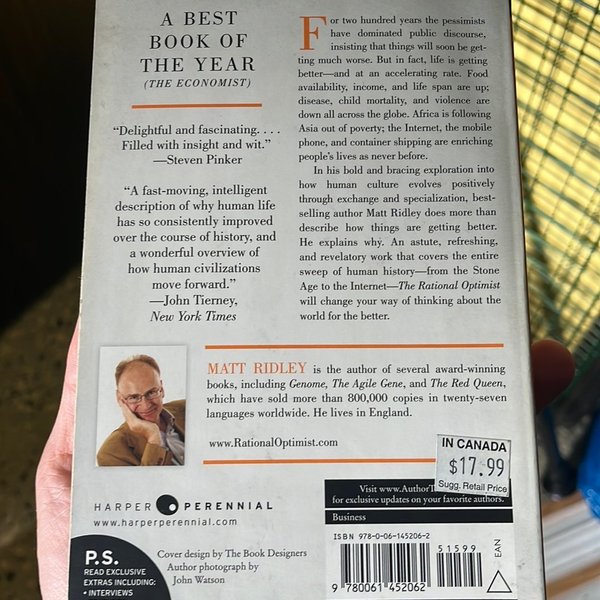 A BEST
BOOK OF
THE YEAR
(THE ECONOMIST)
“Delightful and fascinating. . . .
Filled with insight and wit.”
—Steven Pinker
“A fast-moving, intelligent
description of why human life
has so consistently improved
over the course of history, and
a wonderful overview of
how human civilizations
move forward.”
—John Tierney,
New York Times
For two hundred years the pessimists
have dominated public discourse,
insisting that things will soon be get-
ting much worse. But in fact, life is getting
better—and at an accelerating rate. Food
availability, income, and life span are up;
disease, child mortality, and violence are
down all across the globe. Africa is following
Asia out of poverty; the Internet, the mobile
phone, and container shipping are enriching
people’s lives as never before.
In his bold and bracing exploration into
how human culture evolves positively
through exchange and specialization, best-
selling author Matt Ridley does more than
describe how things are getting better.
He explains why. An astute, refreshing,
and revelatory work that covers the entire
sweep of human history—from the Stone
Age to the Internet—The Rational Optimist
will change your way of thinking about the
world for the better.
MATT RIDLEY is the author of several award-winning
books, including Genome, The Agile Gene, and The Red Queen,
which have sold more than 800,000 copies in twenty-seven
languages worldwide. He lives in England.
www.RationalOptimist.com
IN CANADA
$17.99
Sugg. Retail Price
HARPER PERENNIAL
www.harperperennial.com
Visit www.AuthorT
for exclusive updates on your favorite authors.
Business
P.S.
READ EXCLUSIVE
EXTRAS INCLUDING:
• INTERVIEWS
Cover design by The Book Designers
Author photograph by
John Watson
ISBN 978-0-06-145206-2
51599
9 780061 452062
EAN